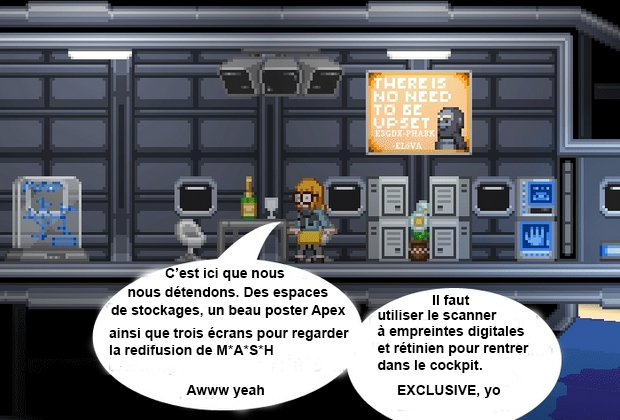 THERE IS
NO NEED
TO BE
UPSET
C'est ici que nous
nous détendons. Des espaces
de stockages, un beau poster Apex
ainsi que trois écrans pour regarder
la redifusion de M*A*S*H
Awww yeah
Il faut
utiliser le scanner
à empreintes digitales
et rétinien pour rentrer
dans le cockpit.
EXCLUSIVE, yo